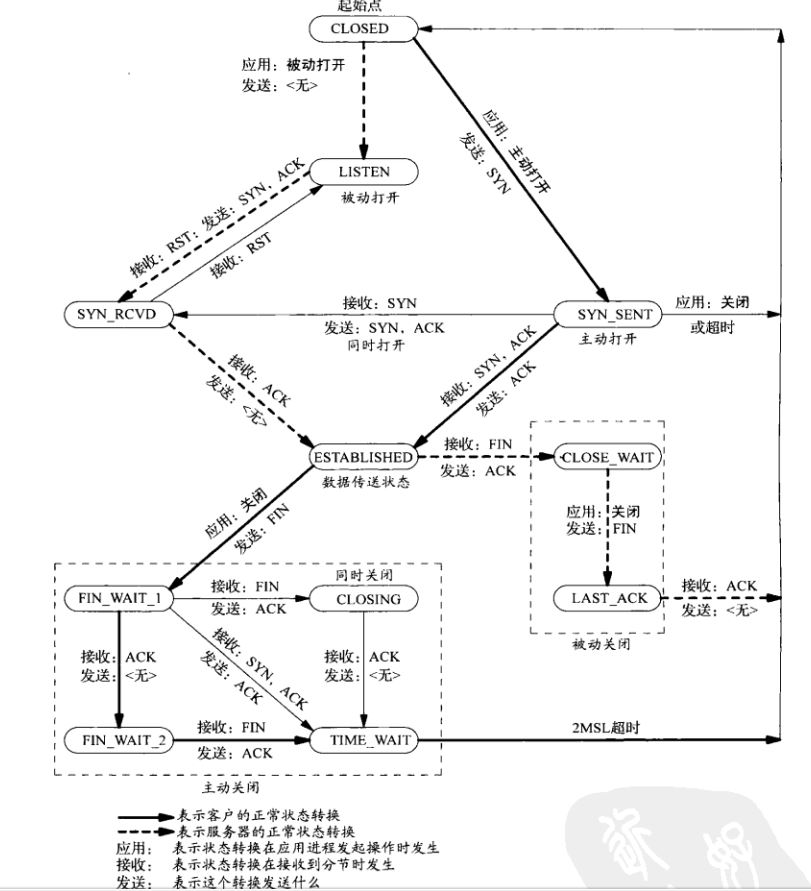 起始点
CLOSED
应用：被动打开
发送：<无>
应用：主动打开
发送：SYN
LISTEN
被动打开
接收：RST；发送：SYN，ACK
接收：RST
SYN_RCVD
接收：SYN
发送：SYN，ACK
同时打开
SYN_SENT
主动打开
应用：关闭
或超时
接收：ACK
发送：<无>
接收：SYN，ACK
发送：ACK
ESTABLISHED
数据传送状态
接收：FIN
发送：ACK
CLOSE_WAIT
应用：关闭
发送：FIN
应用：关闭
发送：FIN
LAST_ACK
接收：ACK
发送：<无>
被动关闭
同时关闭
FIN_WAIT_1
接收：FIN
发送：ACK
CLOSING
接收：ACK
发送：<无>
接收：SYN，ACK
发送：ACK
接收：ACK
发送：<无>
FIN_WAIT_2
接收：FIN
发送：ACK
TIME_WAIT
2MSL超时
主动关闭
表示客户的正常状态转换
表示服务器的正常状态转换
应用： 表示状态转换在应用进程发起操作时发生
接收： 表示状态转换在接收到分节时发生
发送： 表示这个转换发送什么